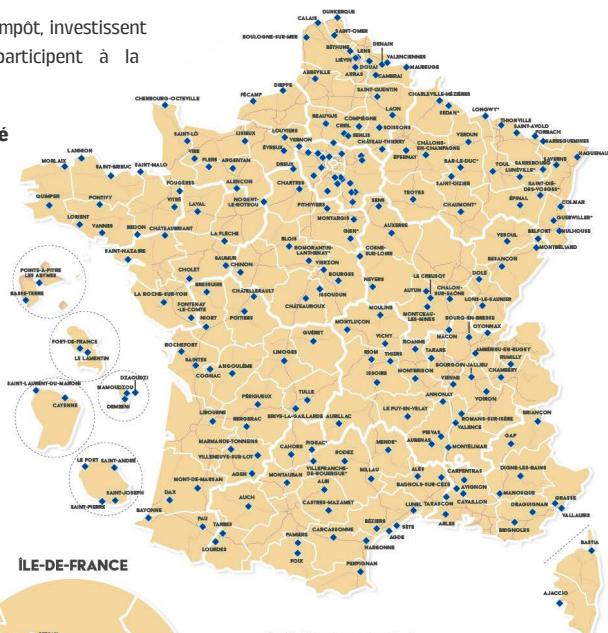 mpôt, investissent
articipent à la
é
DUNKERQUE
CALAIS
SAINT-OMER
BOULOGNE-SUR-MER
BÉTHUNE
LENS
DENAIN
LIÉVIN
DOUAI
VALENCIENNES
MAUBEUGE
ARRAS
CAMBRAI
ABBEVILLE
DIEPPE
SAINT-QUENTIN
CHARLEVILLE-MÉZIÈRES
SEDAN*
CHERBOURG-OCTEVILLE
FÉCAMP
LAON
BEAUVAIS
COMPIÈGNE
CREIL
SOISSONS
SENLIS
CHÂTEAU-THIERRY
LONGWY*
THIONVILLE
SAINT-AVOLD
FORBACH
SARREGUEMINES
HAGUENAU
VERDUN
SAINT-LÔ
LISIEUX
LOUVIERS
VERNON
ÉVREUX
VIRE
FLERS
ARGENTAN
DREUX
ÉPERNAY
CHÂLONS-
EN-CHAMPAGNE
BAR-LE-DUC*
TOUL
SARREBOURG
SAVERNE
LUNÉVILLE*
LANNION
MORLAIX
SAINT-BRIEUC
SAINT-MALO
FOUGÈRES
ALENÇON
CHARTRES
SAINT-DIZIER
SAINT-DIÉ-
DES-VOSGES*
QUIMPER
PONTIVY
VITRÉ
LAVAL
NOGENT-
LE-ROTROU
PITHIVIERS
SENS
TROYES
CHAUMONT*
ÉPINAL
COLMAR
GUEBWILLER*
LORIENT
VANNES
REDON
CHÂTEAUBRIANT
LA FLÈCHE
MONTARGIS
GIEN*
AUXERRE
VESOUL
BELFORT
MULHOUSE
MONTBÉLIARD
SAINT-NAZAIRE
BLOIS
ROMORANTIN-
LANTHENAY*
COSNE-
SUR-LOIRE
BESANÇON
SAUMUR
CHINON
VIERZON
BOURGES
CHOLET
BRESSUIRE
CHÂTELLERAULT
ISSOUDUN
NEVERS
LE CREUSOT
AUTUN
CHALON-
SUR-SAÔNE
DOLE
LONS-LE-SAUNIER
LA ROCHE-SUR-YON
FONTENAY
-LE-COMTE
NIORT
POITIERS
CHÂTEAUROUX
MOULINS
MONTCEAU-
LES-MINES
BOURG-EN-BRESSE
OYONNAX
MONTLUÇON
MÂCON
POINTE-À-PITRE
LES ABYMES
BASSE-TERRE
ROCHEFORT
GUÉRET
VICHY
ROANNE
TARARE
AMBÉRIEU-EN-BUGEY
RUMILLY
FORT-DE-FRANCE
LE LAMENTIN
SAINTES
COGNAC
ANGOULÊME
LIMOGES
RIOM
THIERS
BOURGOIN-JALLIEU
CHAMBÉRY
VIENNE
ISSOIRE
MONTBRISON
VOIRON
SAINT-LAURENT-DU-MARONI
CAYENNE
DZAOUDZI
MAMOUDZOU
DEMBENI
PÉRIGUEUX
TULLE
ANNONAY
ROMANS-SUR-ISÈRE
LIBOURNE
BERGERAC
BRIVE-LA-GAILLARDE
AURILLAC
LE PUY-EN-VELAY
VALENCE
BRIANÇON
PRIVAS
AUBENAS
MONTÉLIMAR
MARMANDE-TONNEINS
VILLENEUVE-SUR-LOT
CAHORS
FIGEAC*
RODEZ
MENDE*
GAP
LE PORT
SAINT-ANDRÉ
SAINT-JOSEPH
SAINT-PIERRE
AGEN
MONTAUBAN
VILLEFRANCHE-
DE-ROUERGUE*
MILLAU
ALÈS
BAGNOLS-SUR-CÈZE
CARPENTRAS
DIGNE-LES-BAINS
MONT-DE-MARSAN
ALBI
AVIGNON
MANOSQUE
GRASSE
DAX
AUCH
CASTRES-MAZAMET
LUNEL
TARASCON
CAVAILLON
DRAGUIGNAN
VALLAURIS
BAYONNE
ARLES
BRIGNOLES
PAU
TARBES
CARCASSONNE
BÉZIERS
SÈTE
AGDE
LOURDES
PAMIERS
NARBONNE
FOIX
PERPIGNAN
BASTIA
AJACCIO
ÎLE-DE-FRANCE